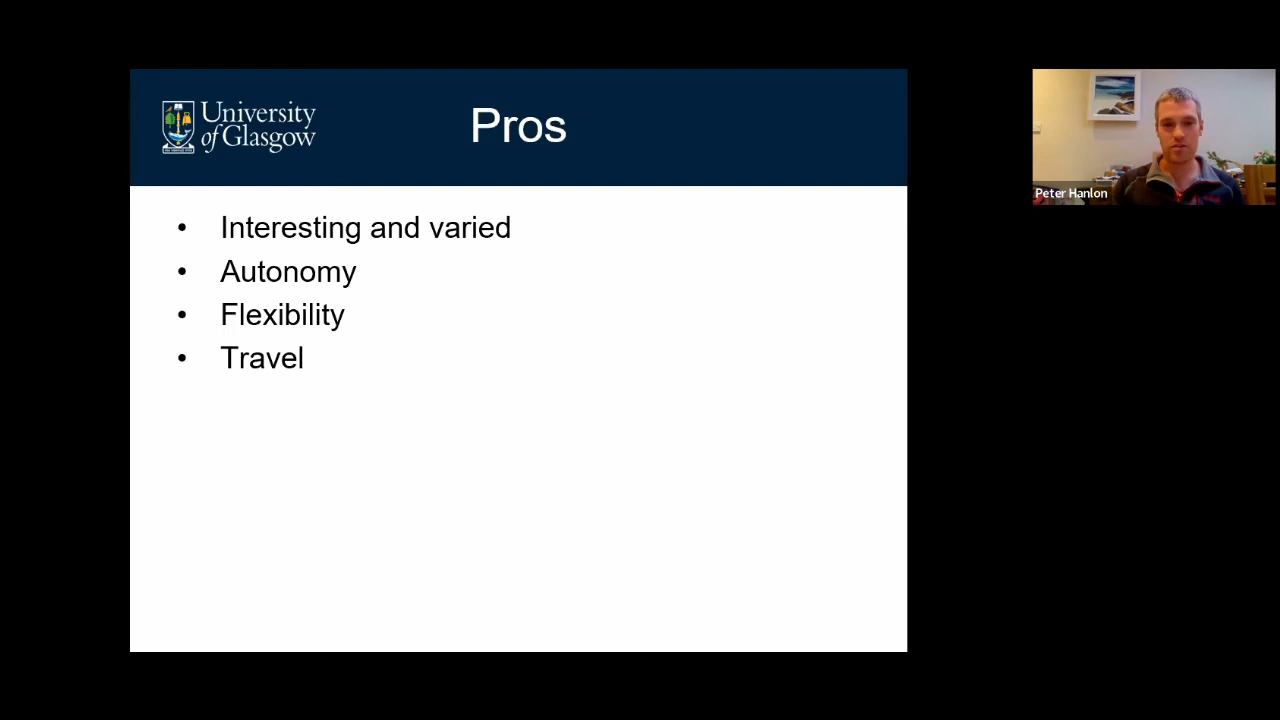 University
of Glasgow
Pros
• Interesting and varied
• Autonomy
• Flexibility
• Travel
Peter Hanlon